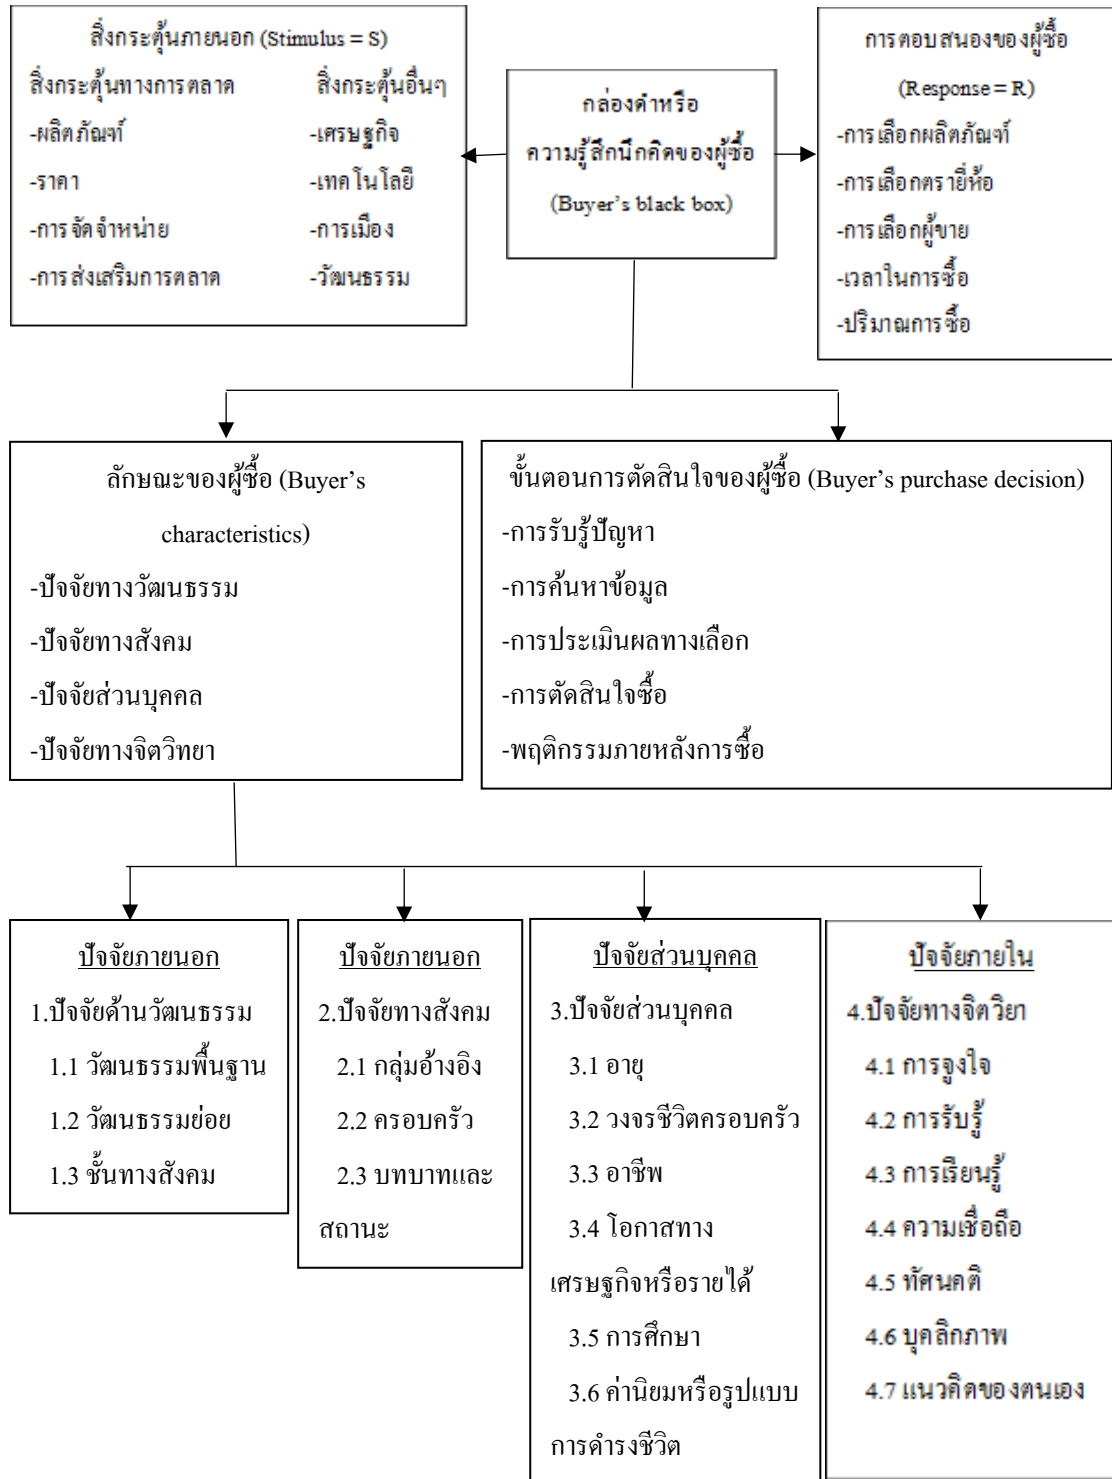 สิ่งกระตุ้นภายนอก (Stimulus = S)
สิ่งกระตุ้นทางการตลาด สิ่งกระตุ้นอื่นๆ
-ผลิตภัณฑ์ -เศรษฐกิจ
-ราคา -เทคโนโลยี
-การจัดจำหน่าย -การเมือง
-การส่งเสริมการตลาด -วัฒนธรรม
กล่องดำหรือ
ความรู้สึกนึกคิดของผู้ซื้อ
(Buyer's black box)
การตอบสนองของผู้ซื้อ
(Response = R)
-การเลือกผลิตภัณฑ์
-การเลือกตรายี่ห้อ
-การเลือกผู้ขาย
-เวลาในการซื้อ
-ปริมาณการซื้อ
ลักษณะของผู้ซื้อ (Buyer's
characteristics)
-ปัจจัยทางวัฒนธรรม
-ปัจจัยทางสังคม
-ปัจจัยส่วนบุคคล
-ปัจจัยทางจิตวิทยา
ขั้นตอนการตัดสินใจของผู้ซื้อ (Buyer's purchase decision)
-การรับรู้ปัญหา
-การค้นหาข้อมูล
-การประเมินผลทางเลือก
-การตัดสินใจซื้อ
-พฤติกรรมภายหลังการซื้อ
ปัจจัยภายนอก
1.ปัจจัยด้านวัฒนธรรม
1.1 วัฒนธรรมพื้นฐาน
1.2 วัฒนธรรมย่อย
1.3 ชั้นทางสังคม
ปัจจัยภายนอก
2.ปัจจัยทางสังคม
2.1 กลุ่มอ้างอิง
2.2 ครอบครัว
2.3 บทบาทและ
สถานะ
ปัจจัยส่วนบุคคล
3.ปัจจัยส่วนบุคคล
3.1 อายุ
3.2 วงจรชีวิตครอบครัว
3.3 อาชีพ
3.4 โอกาสทาง
เศรษฐกิจหรือรายได้
3.5 การศึกษา
3.6 ค่านิยมหรือรูปแบบ
การดำรงชีวิต
ปัจจัยภายใน
4.ปัจจัยทางจิตวิยา
4.1 การจูงใจ
4.2 การรับรู้
4.3 การเรียนรู้
4.4 ความเชื่อถือ
4.5 ทัศนคติ
4.6 บุคลิกภาพ
4.7 แนวคิดของตนเอง